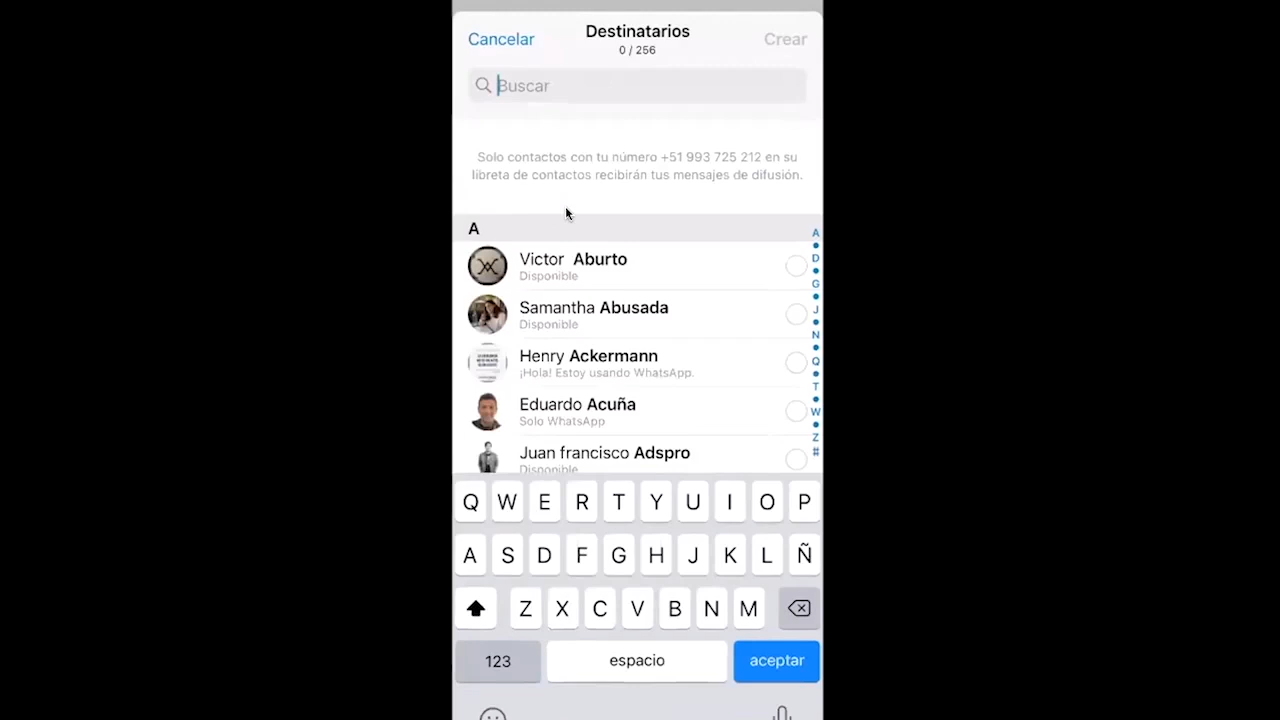 Cancelar Destinatarios Crear
0 / 256
Buscar
Solo contactos con tu número +51 993 725 212 en su
libreta de contactos recibirán tus mensajes de difusión.
A
Victor Aburto
Disponible
Samantha Abusada
Disponible
Henry Ackermann
¡Hola! Estoy usando WhatsApp.
Eduardo Acuña
Solo WhatsApp
Juan francisco Adspro
Disponible
A
D
G
J
N
Q
T
W
Z
#
Q W E R T Y U I O P
A S D F G H J K L Ñ
Z X C V B N M
123 espacio aceptar